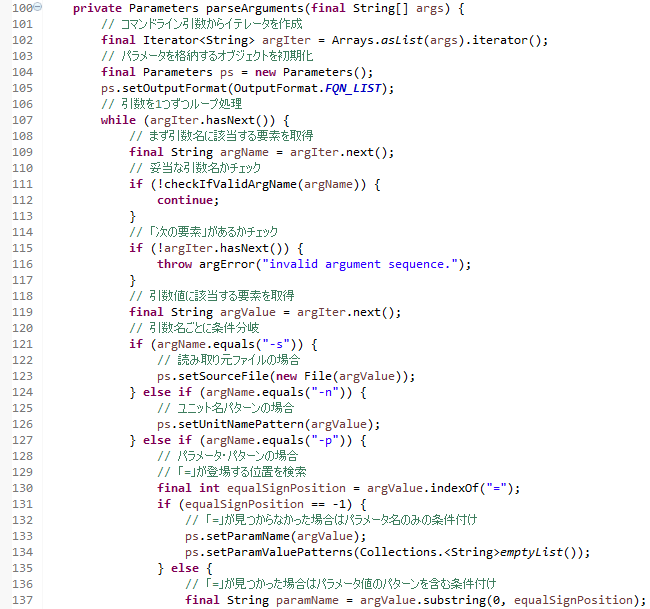 100 private Parameters parseArguments(final String[] args) {
101 // コマンドライン引数からイテレータを作成
102 final Iterator<String> argIter = Arrays.asList(args).iterator();
103 // パラメータを格納するオブジェクトを初期化
104 final Parameters ps = new Parameters();
105 ps.setOutputFormat(OutputFormat.FQN_LIST);
106 // 引数を1つずつループ処理
107 while (argIter.hasNext()) {
108 // まず引数名に該当する要素を取得
109 final String argName = argIter.next();
110 // 妥当な引数名かチェック
111 if (!checkIfValidArgName(argName)) {
112 continue;
113 }
114 // 「次の要素」があるかチェック
115 if (!argIter.hasNext()) {
116 throw argError("invalid argument sequence.");
117 }
118 // 引数値に該当する要素を取得
119 final String argValue = argIter.next();
120 // 引数名ごとに条件分岐
121 if (argName.equals("-s")) {
122 // 読み取り元ファイルの場合
123 ps.setSourceFile(new File(argValue));
124 } else if (argName.equals("-n")) {
125 // ユニット名パターンの場合
126 ps.setUnitNamePattern(argValue);
127 } else if (argName.equals("-p")) {
128 // パラメータ・パターンの場合
129 // 「=」が登場する位置を検索
130 final int equalSignPosition = argValue.indexOf("=");
131 if (equalSignPosition == -1) {
132 // 「=」が見つからなかった場合はパラメータ名のみの条件付け
133 ps.setParamName(argValue);
134 ps.setParamValuePatterns(Collections.<String>emptyList());
135 } else {
136 // 「=」が見つかった場合はパラメータ値のパターンを含む条件付け
137 final String paramName = argValue.substring(0, equalSignPosition);